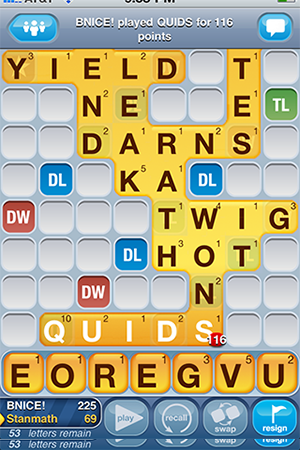 BNICE! played QUIDS for 116
points
Y I E L D T
N E E TL
D A R N S
DL K A DL
DW T W I G
DL H O T
DW N
Q U I D S 116
E O R E G V U
BNICE! 225
Stanmath 69
play recall swap resign
53 letters remain